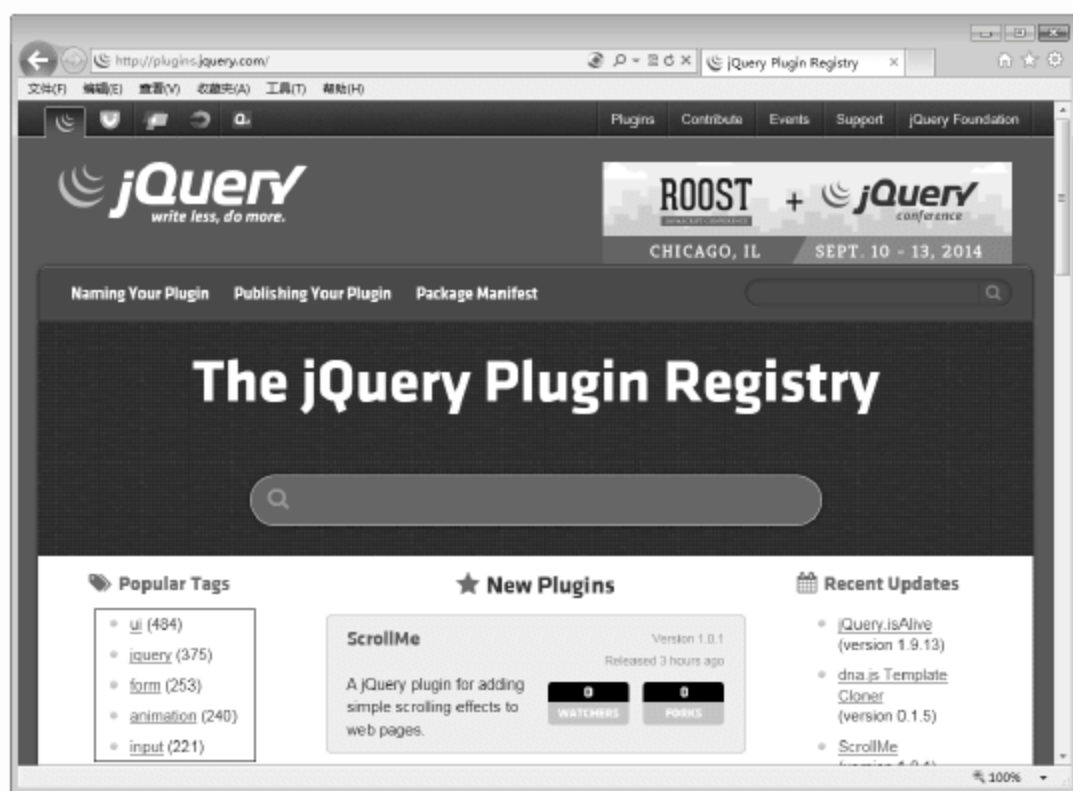 http://plugins.jquery.com/
jQuery Plugin Registry
文件(F) 编辑(E) 查看(V) 收藏夹(A) 工具(T) 帮助(H)
a.
Plugins Contribute Events Support jQuery Foundation
jQuery
write less, do more.
ROOST + jQuery
conference
CHICAGO, IL SEPT. 10 - 13, 2014
Naming Your Plugin Publishing Your Plugin Package Manifest
The jQuery Plugin Registry
Popular Tags
ui (484)
jquery (375)
form (253)
animation (240)
input (221)
New Plugins
ScrollMe
Version 1.0.1
Released 3 hours ago
A jQuery plugin for adding
simple scrolling effects to
web pages.
0
WATCHERS
0
FORKS
Recent Updates
jQuery.isAlive
(version 1.9.13)
dna.js Template
Cloner
(version 0.1.5)
ScrollMe
100%